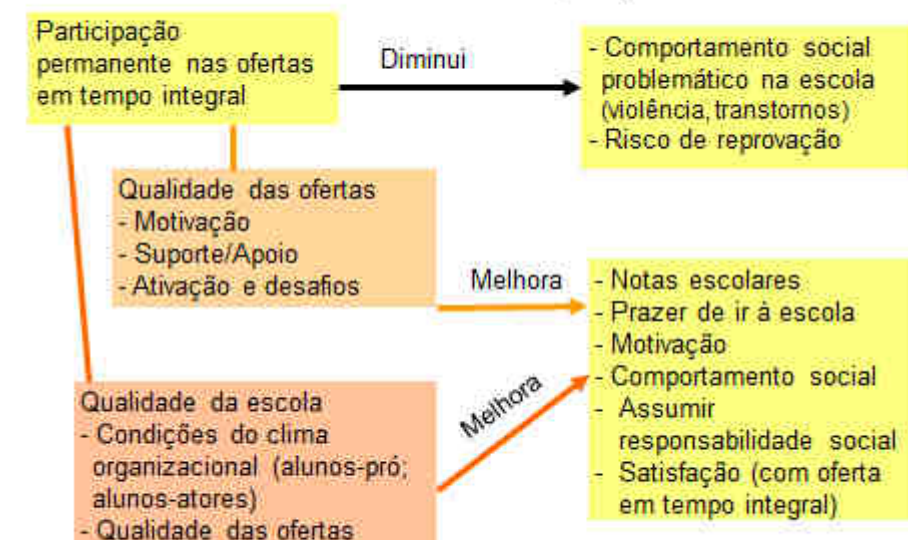 Participação
permanente nas ofertas
em tempo integral
Diminui
- Comportamento social
problemático na escola
(violência, transtornos)
- Risco de reprovação
Qualidade das ofertas
- Motivação
- Suporte/Apoio
- Ativação e desafios
Melhora
- Notas escolares
- Prazer de ir à escola
- Motivação
- Comportamento social
- Assumir
responsabilidade social
- Satisfação (com oferta
em tempo integral)
Melhora
Qualidade da escola
- Condições do clima
organizacional (alunos-pró;
alunos-atores)
- Qualidade das ofertas